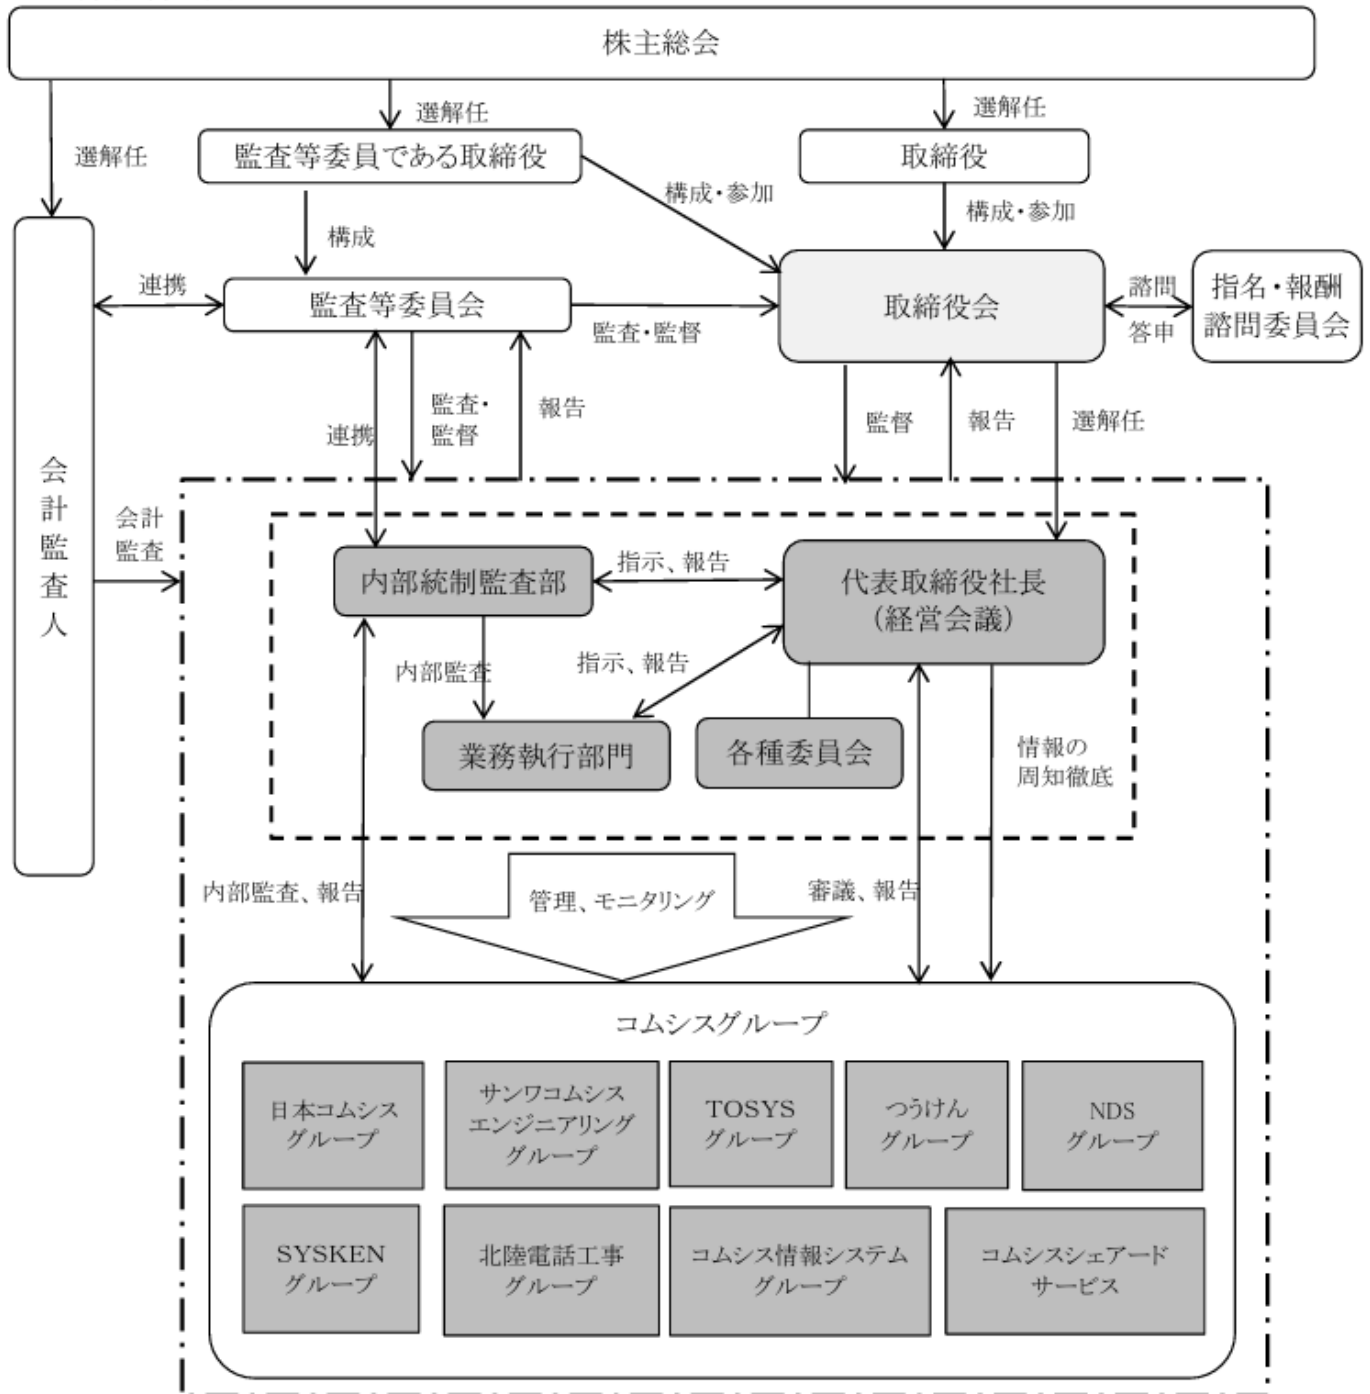 株主総会
選解任
選解任
選解任
監査等委員である取締役
取締役
構成・参加
構成・参加
構成
連携
監査等委員会
監査・監督
取締役会
諮問
答申
指名・報酬
諮問委員会
連携
監査・
監督
報告
監督
報告
選解任
会計監査人
会計
監査
内部統制監査部
指示、報告
代表取締役社長
（経営会議）
内部監査
指示、報告
業務執行部門
各種委員会
情報の
周知徹底
内部監査、報告
管理、モニタリング
審議、報告
コムシスグループ
日本コムシス
グループ
サンワコムシス
エンジニアリング
グループ
TOSYS
グループ
つうけん
グループ
NDS
グループ
SYSKEN
グループ
北陸電話工事
グループ
コムシス情報システム
グループ
コムシスシェアード
サービス